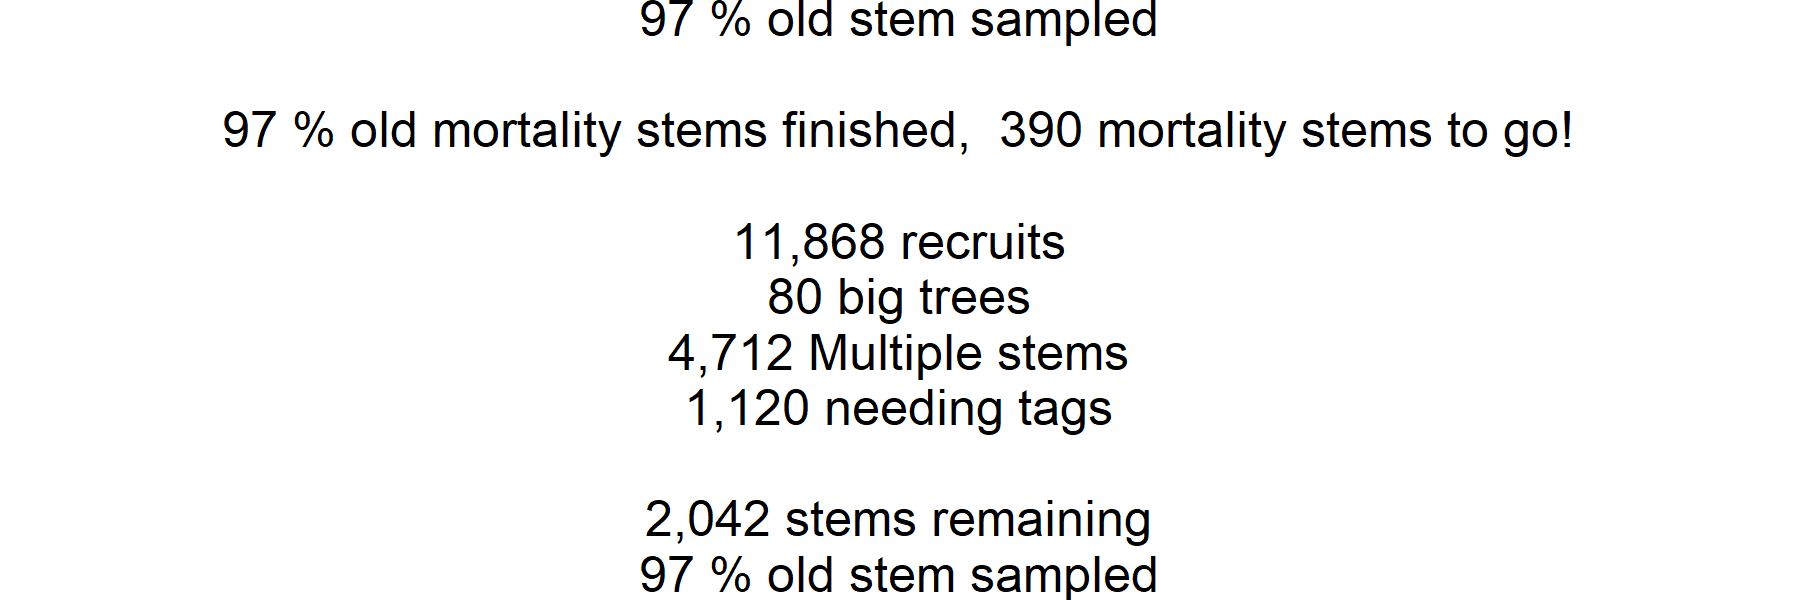 97 % old stem sampled
97 % old mortality stems finished,  390 mortality stems to go!
11,868 recruits
80 big trees
4,712 Multiple stems
1,120 needing tags
2,042 stems remaining
97 % old stem sampled